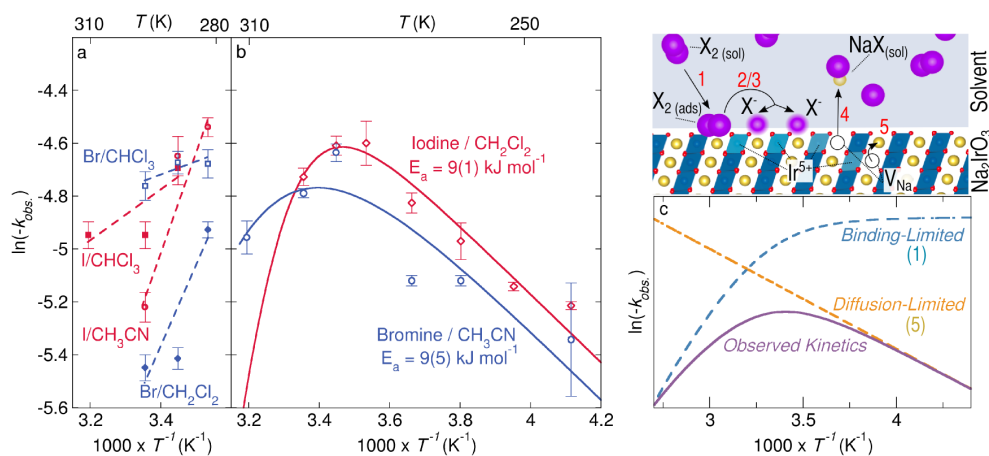 310
T (K)
280
310
250
a
b
-4.4
-4.6
-4.8
-5
-5.2
-5.4
-5.6
ln(-k_obs.)
Br/CHCl3
I/CHCl3
I/CH3CN
Br/CH2Cl2
Iodine / CH2Cl2
Ea = 9(1) kJ mol⁻¹
Bromine / CH3CN
Ea = 9(5) kJ mol⁻¹
3.2
3.4
3.2
3.4
3.6
3.8
4
4.2
1000 x T⁻¹ (K⁻¹)
1000 x T⁻¹ (K⁻¹)
X2 (sol)
NaX(sol)
1
2/3
X2 (ads)
X⁻
X⁻
4
5
Ir⁵⁺
VNa
Solvent
Na2IrO3
c
Binding-Limited
(1)
Diffusion-Limited
(5)
Observed Kinetics
ln(-k_obs.)
3
3.5
4
1000 x T⁻¹ (K⁻¹)